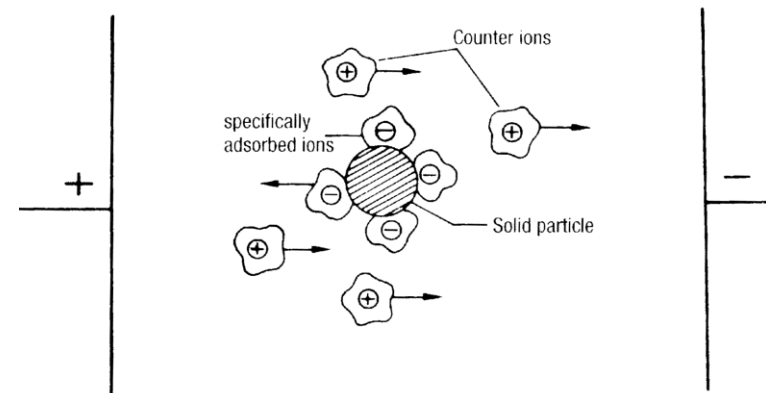 Counter ions
specifically
adsorbed ions
Solid particle
+
−
+
+
−
−
−
−
+
+